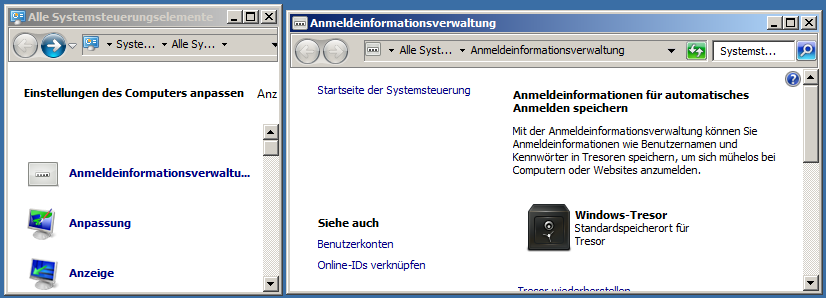 Alle Systemsteuerungselemente
Syste... Alle Sy...
Einstellungen des Computers anpassen Anz
Anmeldeinformationsverwaltu...
Anpassung
Anzeige
Anmeldeinformationsverwaltung
Alle Syst... Anmeldeinformationsverwaltung Systemst...
Startseite der Systemsteuerung
Siehe auch
Benutzerkonten
Online-IDs verknüpfen
Anmeldeinformationen für automatisches
Anmelden speichern
Mit der Anmeldeinformationsverwaltung können Sie
Anmeldeinformationen wie Benutzernamen und
Kennwörter in Tresoren speichern, um sich mühelos bei
Computern oder Websites anzumelden.
Windows-Tresor
Standardspeicherort für
Tresor
Tresor wiederherstellen